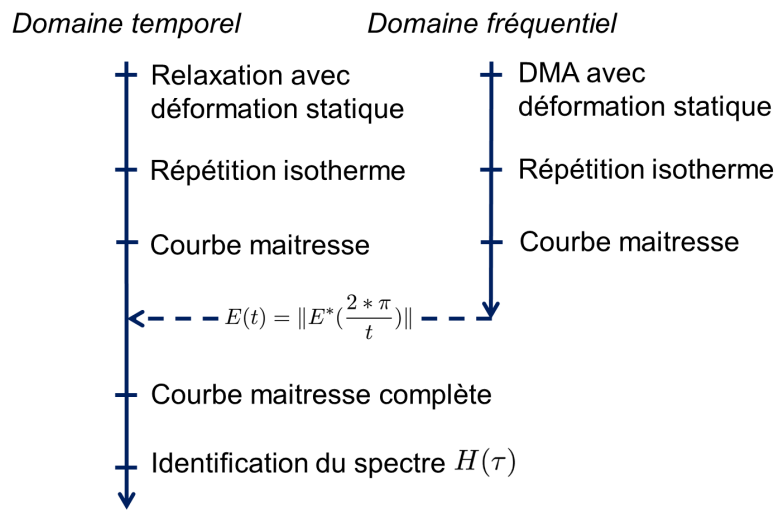 Domaine temporel
Domaine fréquentiel
Relaxation avec
déformation statique
DMA avec
déformation statique
Répétition isotherme
Répétition isotherme
Courbe maitresse
Courbe maitresse
E(t) = ‖E*(2 * π / t)‖
Courbe maitresse complète
Identification du spectre H(τ)